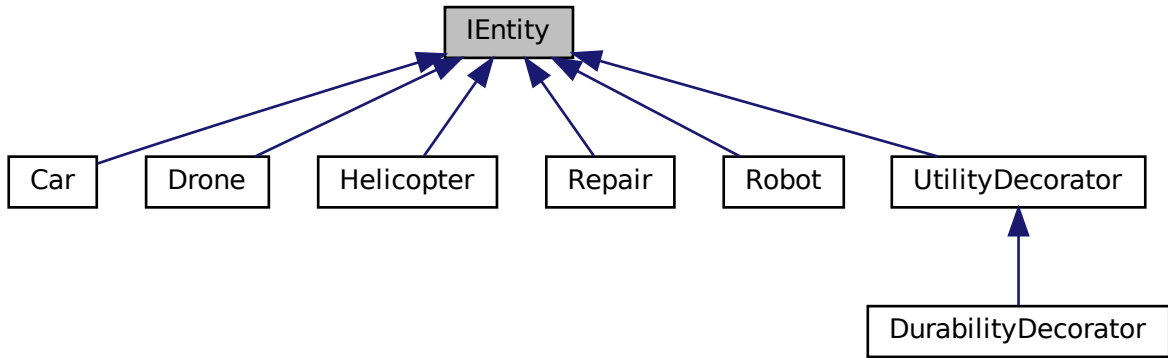 IEntity
Car
Drone
Helicopter
Repair
Robot
UtilityDecorator
DurabilityDecorator